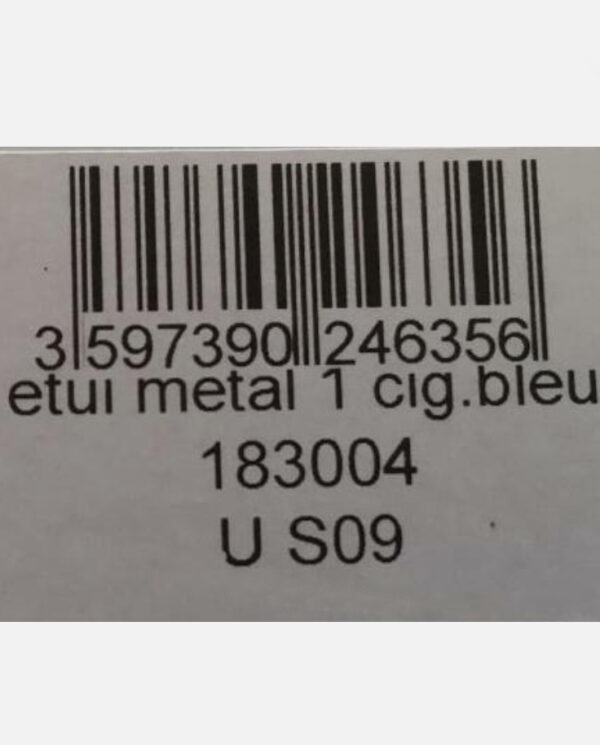 3 597390 246356
etui metal 1 cig.bleu
183004
U S09